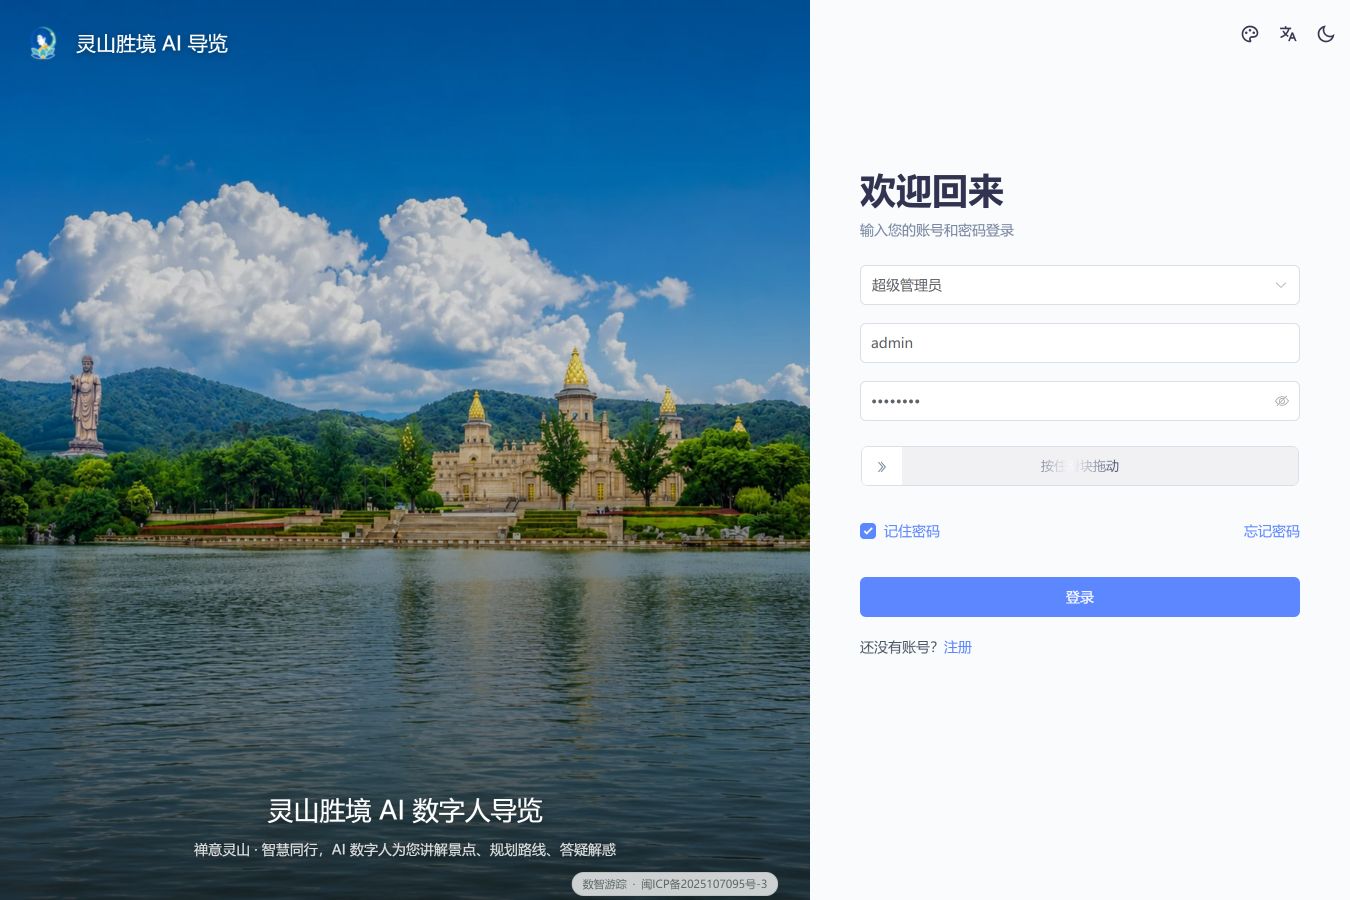 灵山胜境 AI 导览
欢迎回来
输入您的账号和密码登录
超级管理员
admin
按住滑块拖动
记住密码
忘记密码
登录
还没有账号？注册
灵山胜境 AI 数字人导览
禅意灵山 · 智慧同行，AI 数字人为您讲解景点、规划路线、答疑解惑
数智游踪 · 闽ICP备2025107095号-3